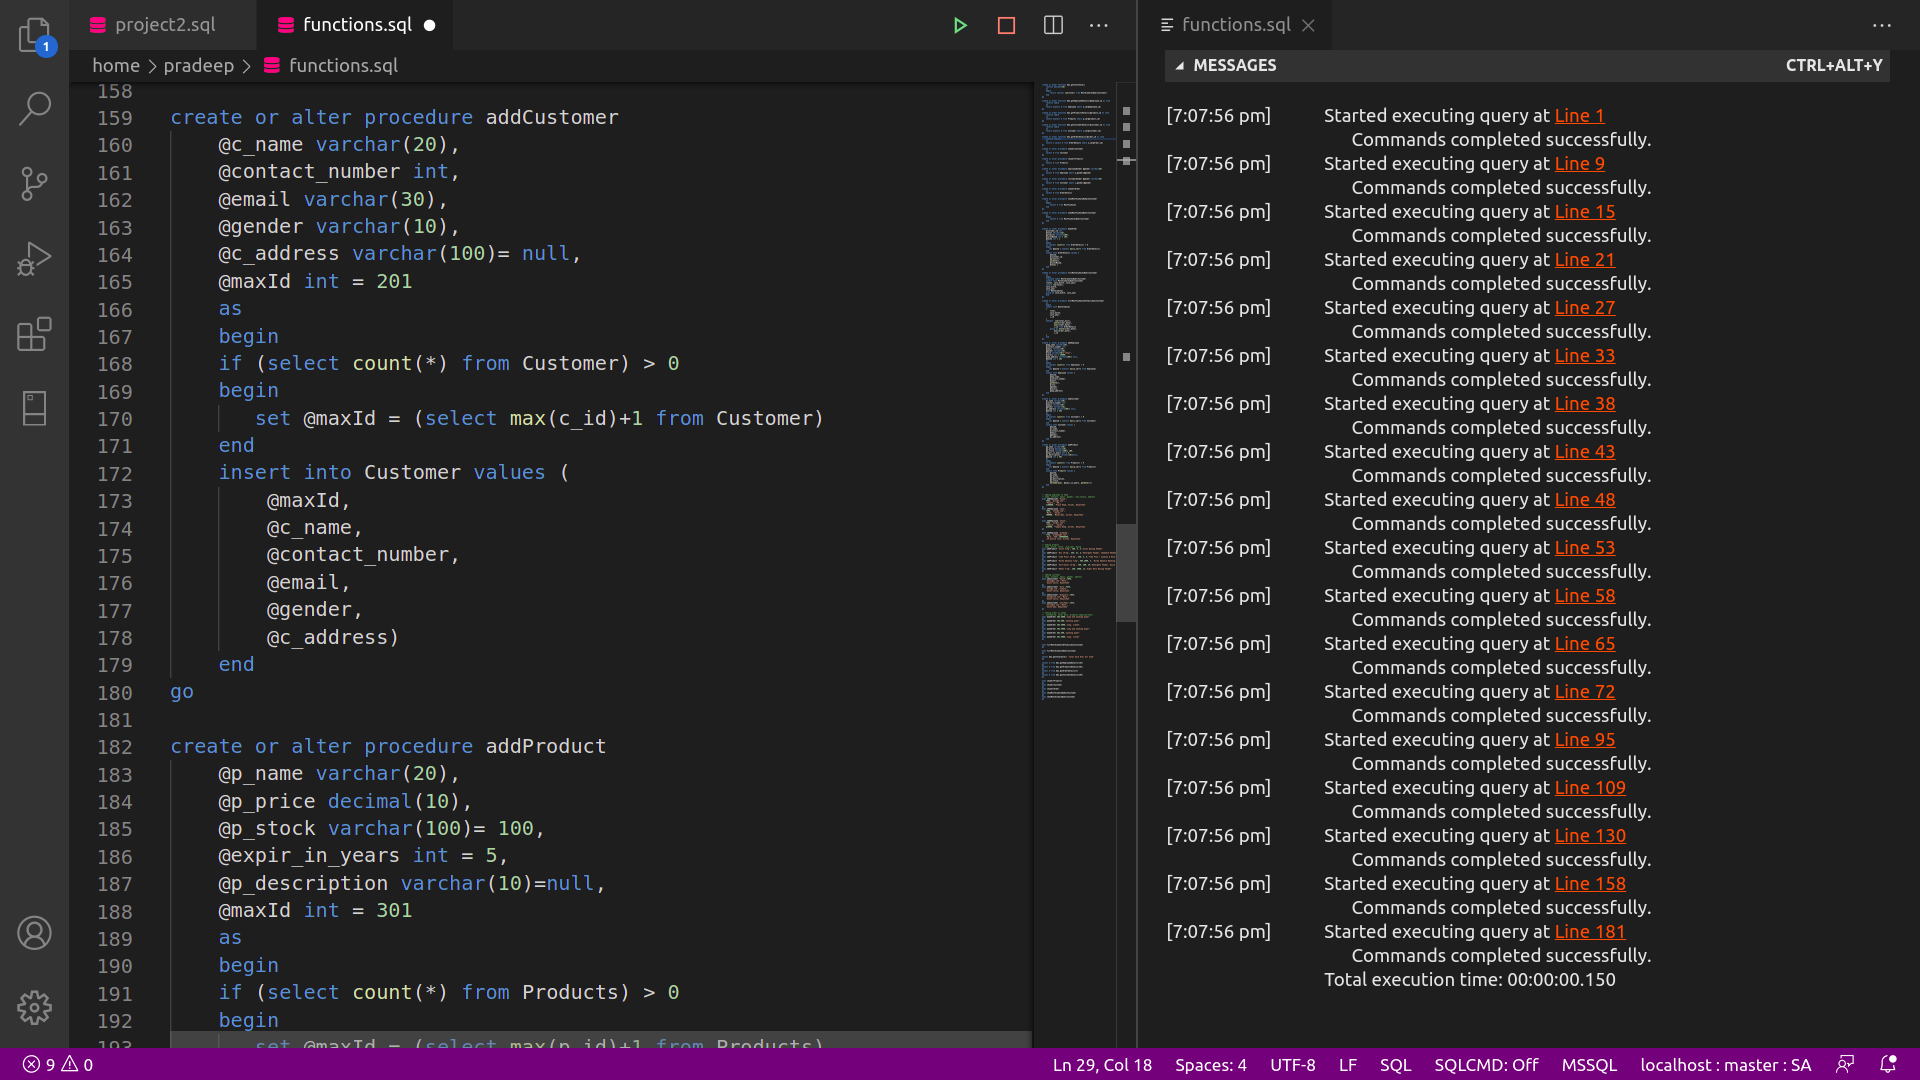 project2.sql
functions.sql
functions.sql
home
pradeep
functions.sql
MESSAGES
CTRL+ALT+Y
158
159 create or alter procedure addCustomer
160 @c_name varchar(20),
161 @contact_number int,
162 @email varchar(30),
163 @gender varchar(10),
164 @c_address varchar(100)= null,
165 @maxId int = 201
166 as
167 begin
168 if (select count(*) from Customer) > 0
169 begin
170 set @maxId = (select max(c_id)+1 from Customer)
171 end
172 insert into Customer values (
173 @maxId,
174 @c_name,
175 @contact_number,
176 @email,
177 @gender,
178 @c_address)
179 end
180 go
181
182 create or alter procedure addProduct
183 @p_name varchar(20),
184 @p_price decimal(10),
185 @p_stock varchar(100)= 100,
186 @expir_in_years int = 5,
187 @p_description varchar(10)=null,
188 @maxId int = 301
189 as
190 begin
191 if (select count(*) from Products) > 0
192 begin
193 set @maxId = (select max(p_id)+1 from Products)
[7:07:56 pm] Started executing query at Line 1
Commands completed successfully.
[7:07:56 pm] Started executing query at Line 9
Commands completed successfully.
[7:07:56 pm] Started executing query at Line 15
Commands completed successfully.
[7:07:56 pm] Started executing query at Line 21
Commands completed successfully.
[7:07:56 pm] Started executing query at Line 27
Commands completed successfully.
[7:07:56 pm] Started executing query at Line 33
Commands completed successfully.
[7:07:56 pm] Started executing query at Line 38
Commands completed successfully.
[7:07:56 pm] Started executing query at Line 43
Commands completed successfully.
[7:07:56 pm] Started executing query at Line 48
Commands completed successfully.
[7:07:56 pm] Started executing query at Line 53
Commands completed successfully.
[7:07:56 pm] Started executing query at Line 58
Commands completed successfully.
[7:07:56 pm] Started executing query at Line 65
Commands completed successfully.
[7:07:56 pm] Started executing query at Line 72
Commands completed successfully.
[7:07:56 pm] Started executing query at Line 95
Commands completed successfully.
[7:07:56 pm] Started executing query at Line 109
Commands completed successfully.
[7:07:56 pm] Started executing query at Line 130
Commands completed successfully.
[7:07:56 pm] Started executing query at Line 158
Commands completed successfully.
[7:07:56 pm] Started executing query at Line 181
Commands completed successfully.
Total execution time: 00:00:00.150
1
9 0
Ln 29, Col 18
Spaces: 4
UTF-8
LF
SQL
SQLCMD: Off
MSSQL
localhost : master : SA